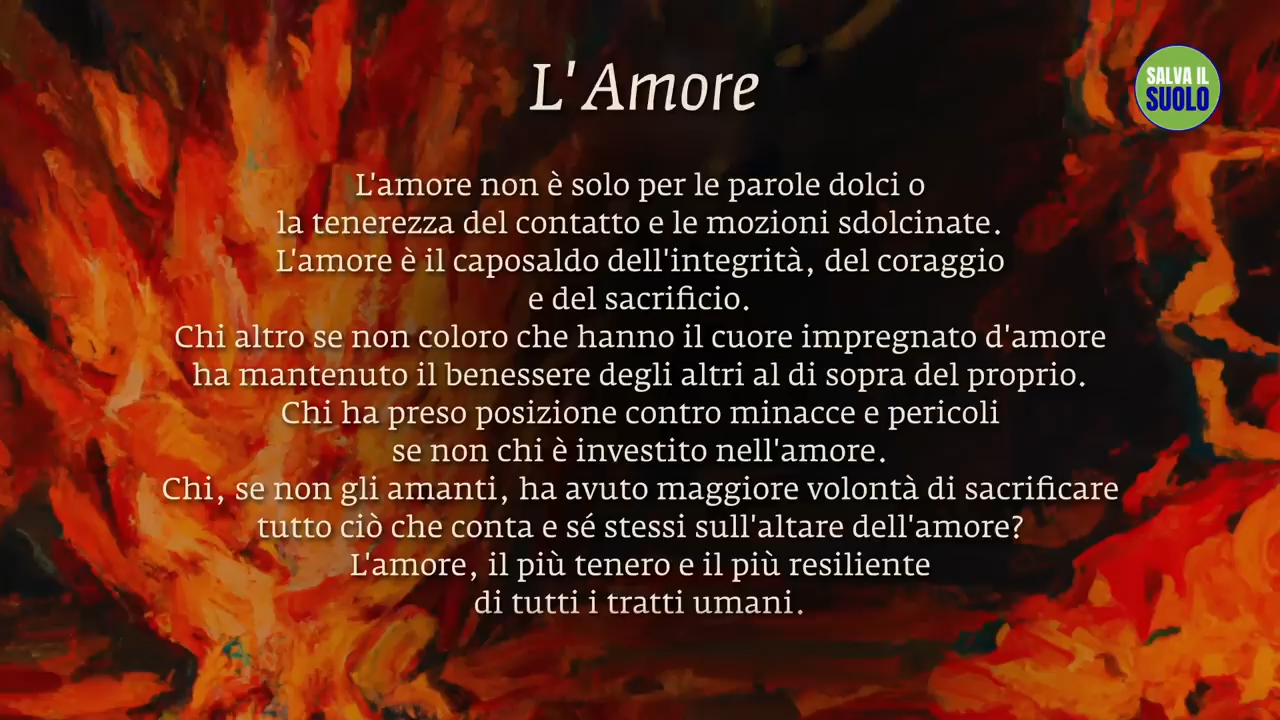 L'Amore
SALVA IL
SUOLO
L'amore non è solo per le parole dolci o
la tenerezza del contatto e le mozioni sdolcinate.
L'amore è il caposaldo dell'integrità, del coraggio
e del sacrificio.
Chi altro se non coloro che hanno il cuore impregnato d'amore
ha mantenuto il benessere degli altri al di sopra del proprio.
Chi ha preso posizione contro minacce e pericoli
se non chi è investito nell'amore.
Chi, se non gli amanti, ha avuto maggiore volontà di sacrificare
tutto ciò che conta e sé stessi sull'altare dell'amore?
L'amore, il più tenero e il più resiliente
di tutti i tratti umani.